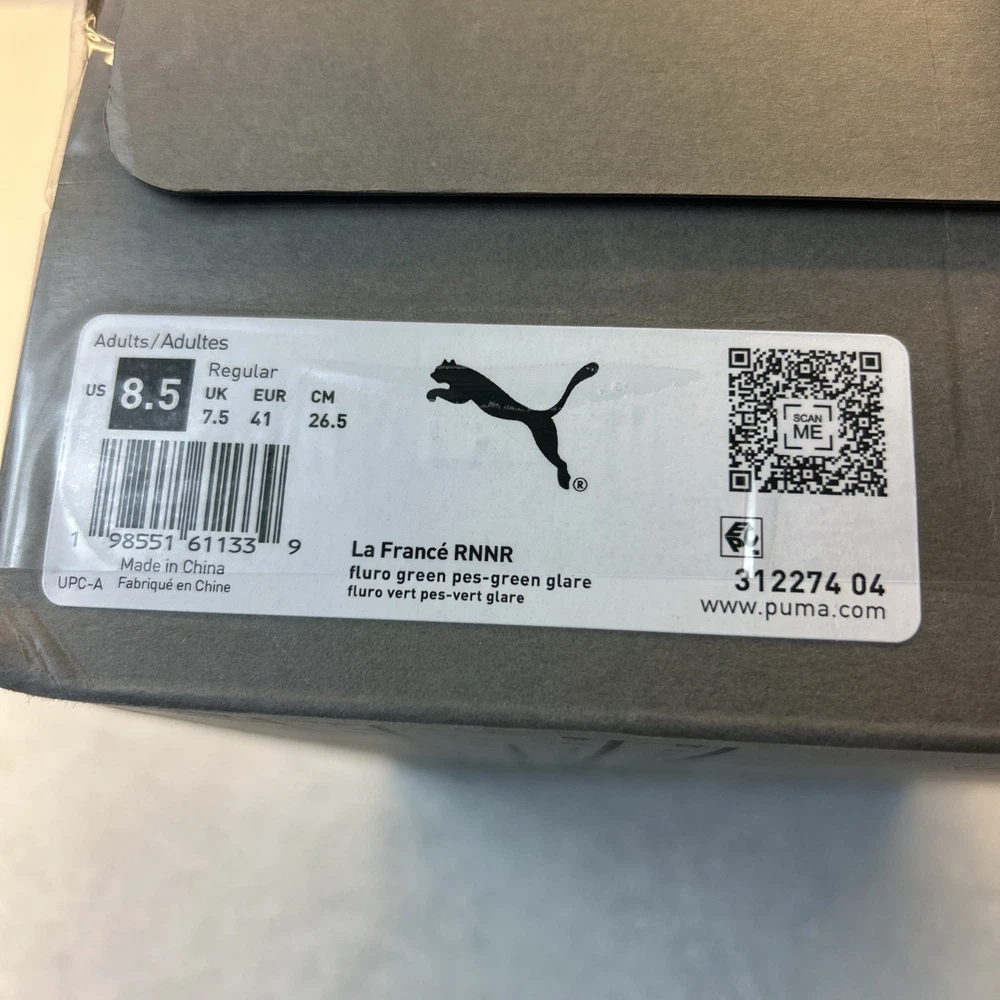 Adults/Adultes
US 8.5 Regular
UK EUR CM
7.5 41 26.5
1 98551 61133 9
Made in China
UPC-A Fabriqué en Chine
®
La Francé RNNR
fluro green pes-green glare
fluro vert pes-vert glare
SCAN
ME
312274 04
www.puma.com